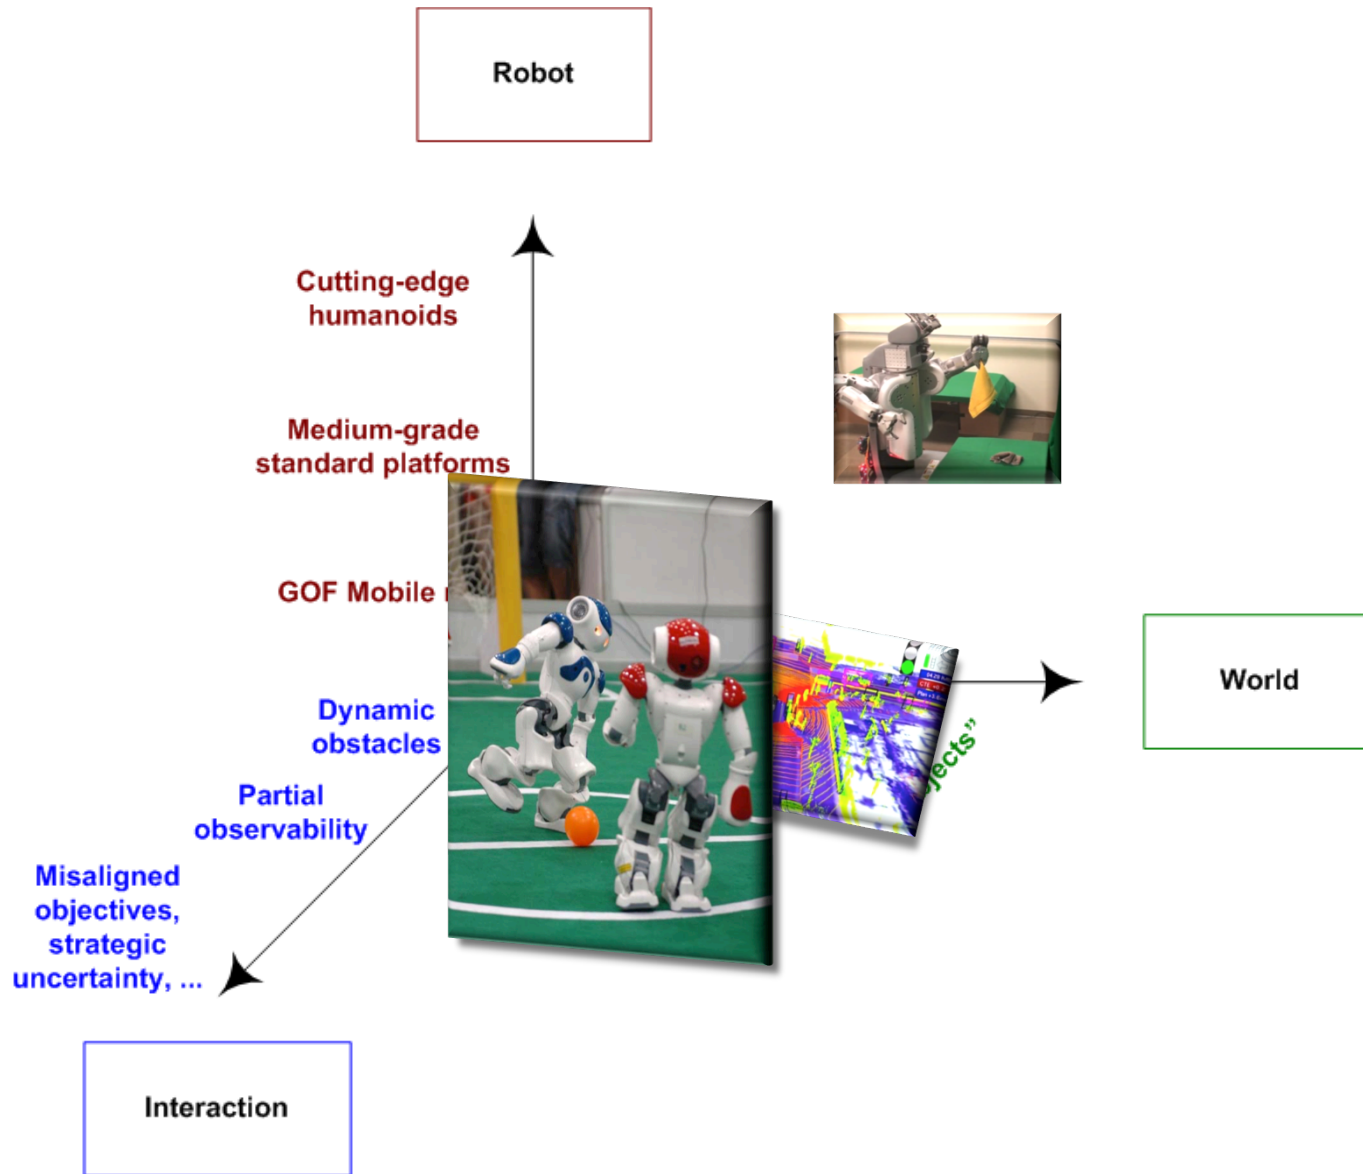 Robot
Cutting-edge
humanoids
Medium-grade
standard platforms
GOF Mobile
World
Dynamic
obstacles
Partial
observability
Misaligned
objectives,
strategic
uncertainty, ...
Interaction